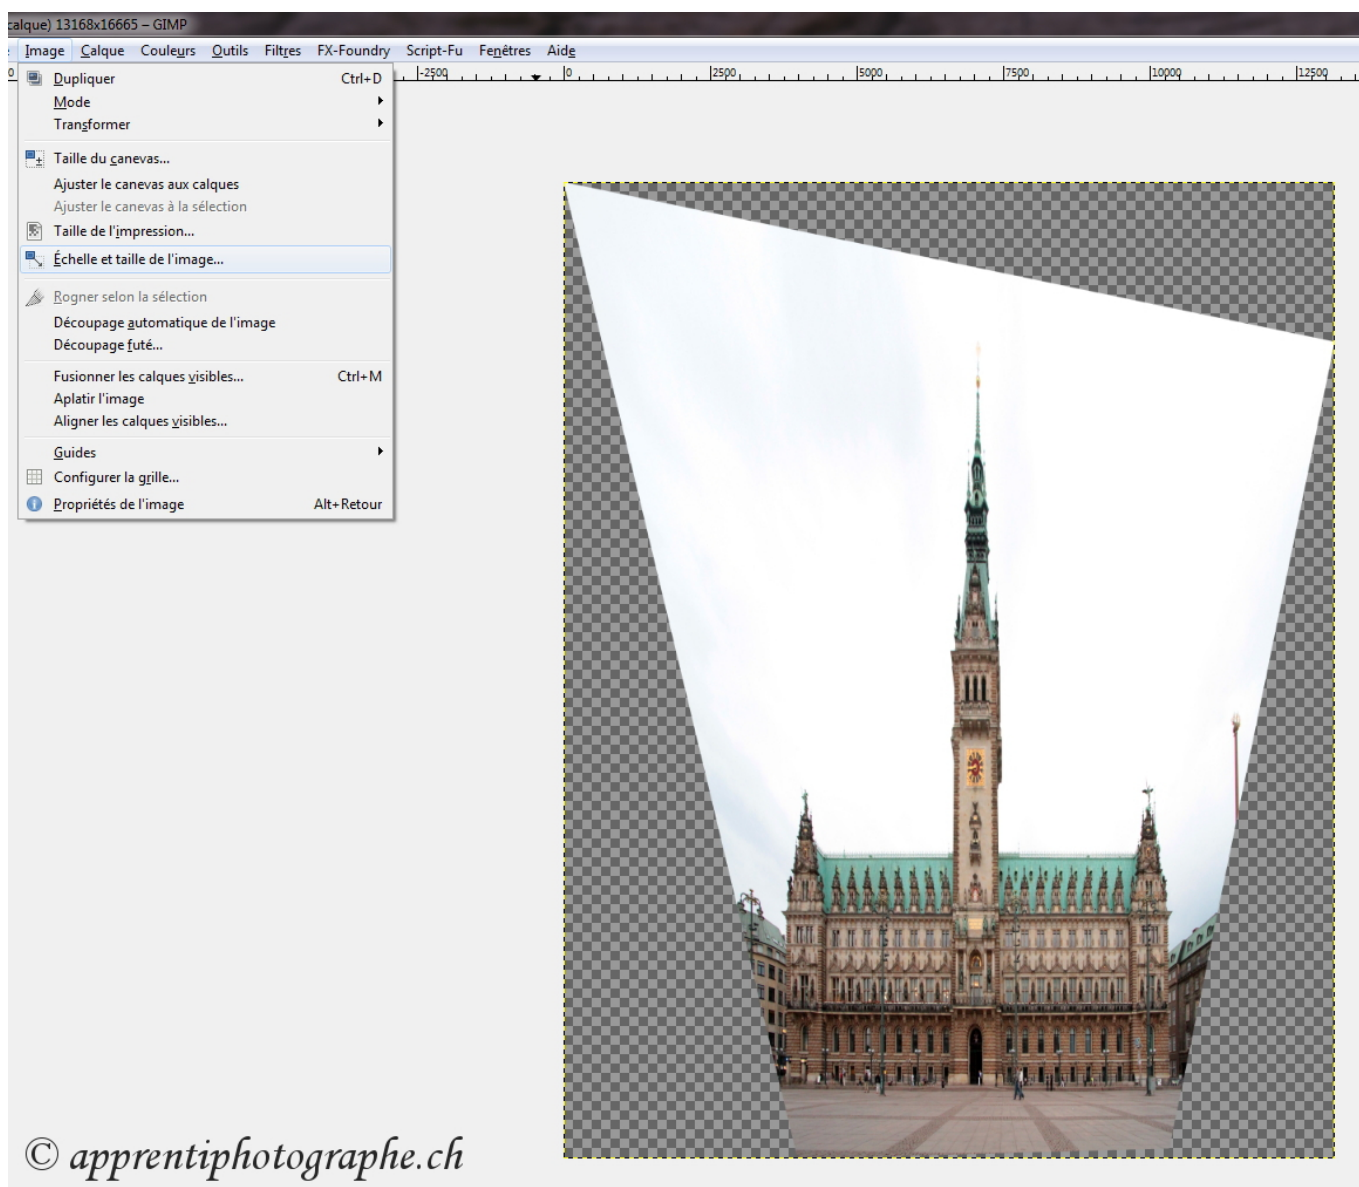 calque) 13168x16665 – GIMP
Image Calque Couleurs Outils Filtres FX-Foundry Script-Fu Fenêtres Aide
0 -2500 0 2500 5000 7500 10000 12500
Dupliquer Ctrl+D
Mode
Transformer
Taille du canevas...
Ajuster le canevas aux calques
Ajuster le canevas à la sélection
Taille de l'impression...
Échelle et taille de l'image...
Rogner selon la sélection
Découpage automatique de l'image
Découpage futé...
Fusionner les calques visibles... Ctrl+M
Aplatir l'image
Aligner les calques visibles...
Guides
Configurer la grille...
Propriétés de l'image Alt+Retour
© apprentiphotographe.ch